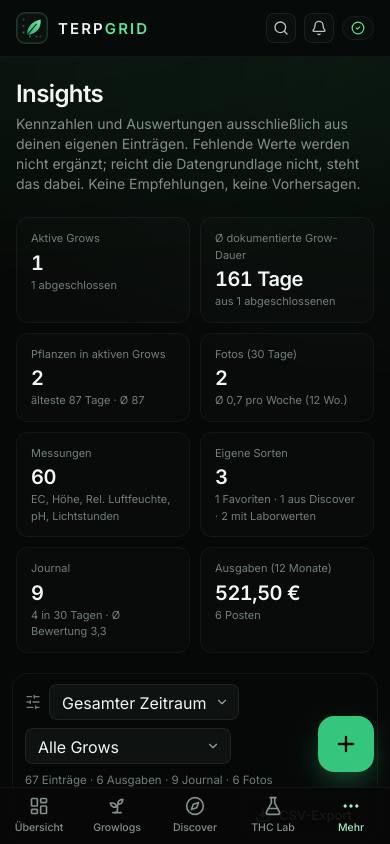 TERPGRID
Insights
Kennzahlen und Auswertungen ausschließlich aus
deinen eigenen Einträgen. Fehlende Werte werden
nicht ergänzt; reicht die Datengrundlage nicht, steht
das dabei. Keine Empfehlungen, keine Vorhersagen.
Aktive Grows
1
1 abgeschlossen
Ø dokumentierte Grow-
Dauer
161 Tage
aus 1 abgeschlossenen
Pflanzen in aktiven Grows
2
älteste 87 Tage · Ø 87
Fotos (30 Tage)
2
Ø 0,7 pro Woche (12 Wo.)
Messungen
60
EC, Höhe, Rel. Luftfeuchte,
pH, Lichtstunden
Eigene Sorten
3
1 Favoriten · 1 aus Discover
· 2 mit Laborwerten
Journal
9
4 in 30 Tagen · Ø
Bewertung 3,3
Ausgaben (12 Monate)
521,50 €
6 Posten
Gesamter Zeitraum
Alle Grows
67 Einträge · 6 Ausgaben · 9 Journal · 6 Fotos
CSV-Export
Übersicht
Growlogs
Discover
THC Lab
Mehr